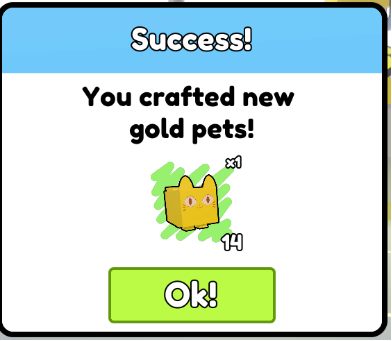 Success!
You crafted new
gold pets!
x1
14
Ok!